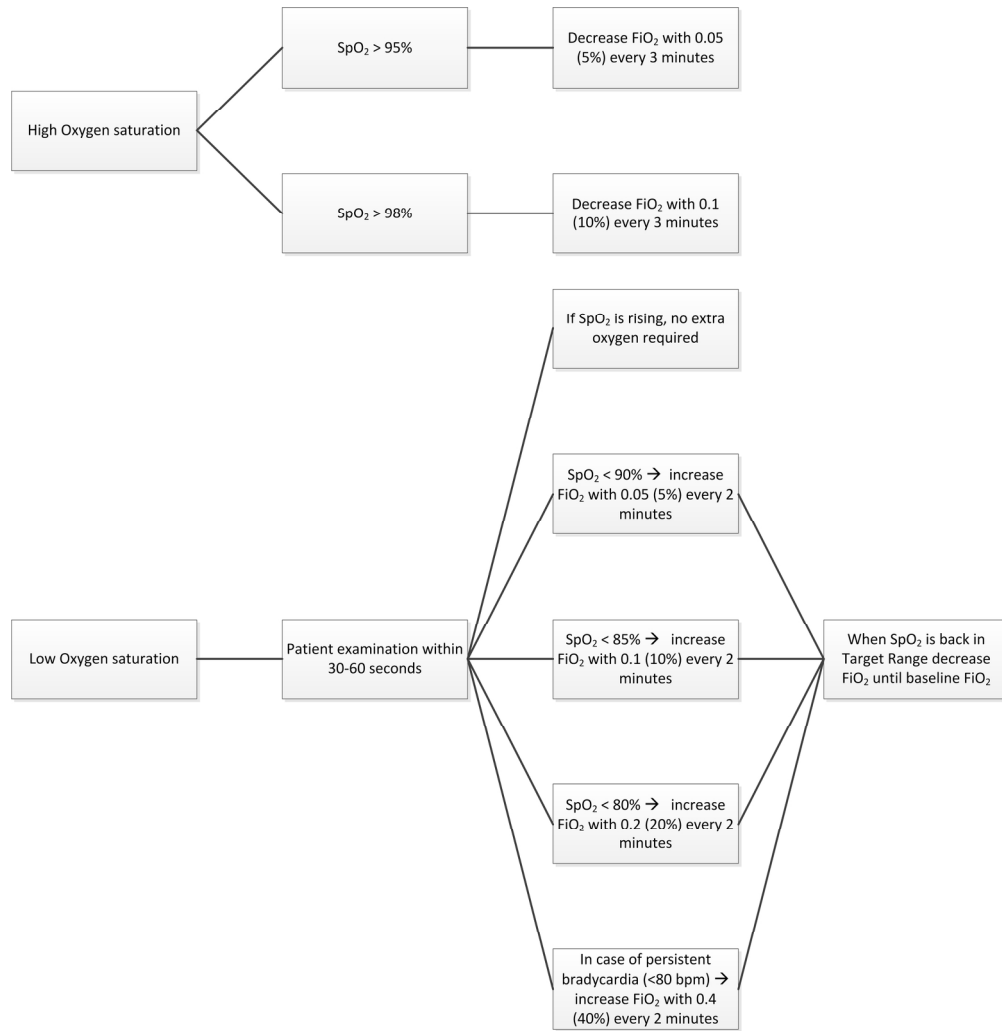 SpO₂ > 95%
Decrease FiO₂ with 0.05
(5%) every 3 minutes
High Oxygen saturation
SpO₂ > 98%
Decrease FiO₂ with 0.1
(10%) every 3 minutes
If SpO₂ is rising, no extra
oxygen required
SpO₂ < 90% → increase
FiO₂ with 0.05 (5%) every 2
minutes
Low Oxygen saturation
Patient examination within
30-60 seconds
SpO₂ < 85% → increase
FiO₂ with 0.1 (10%) every 2
minutes
When SpO₂ is back in
Target Range decrease
FiO₂ until baseline FiO₂
SpO₂ < 80% → increase
FiO₂ with 0.2 (20%) every 2
minutes
In case of persistent
bradycardia (<80 bpm) →
increase FiO₂ with 0.4
(40%) every 2 minutes